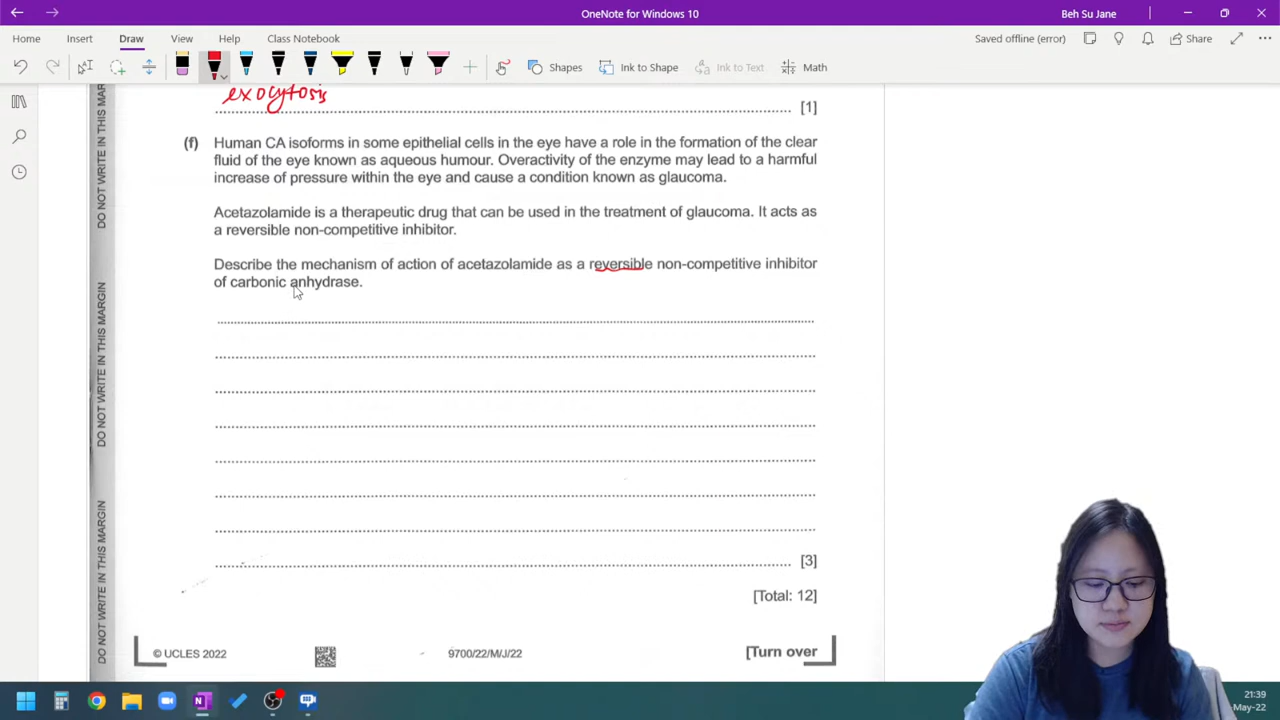 OneNote for Windows 10
Beh Su Jane
Home
Insert
Draw
View
Help
Class Notebook
Saved offline (error)
Share
Shapes
Ink to Shape
Ink to Text
Math
exocytosis
[1]
(f) Human CA isoforms in some epithelial cells in the eye have a role in the formation of the clear
fluid of the eye known as aqueous humour. Overactivity of the enzyme may lead to a harmful
increase of pressure within the eye and cause a condition known as glaucoma.
Acetazolamide is a therapeutic drug that can be used in the treatment of glaucoma. It acts as
a reversible non-competitive inhibitor.
Describe the mechanism of action of acetazolamide as a reversible non-competitive inhibitor
of carbonic anhydrase.
[3]
[Total: 12]
© UCLES 2022
9700/22/M/J/22
[Turn over
DO NOT WRITE IN THIS MAR
DO NOT WRITE IN THIS MARGIN
DO NOT WRITE IN THIS MARGIN
21:39
May-22